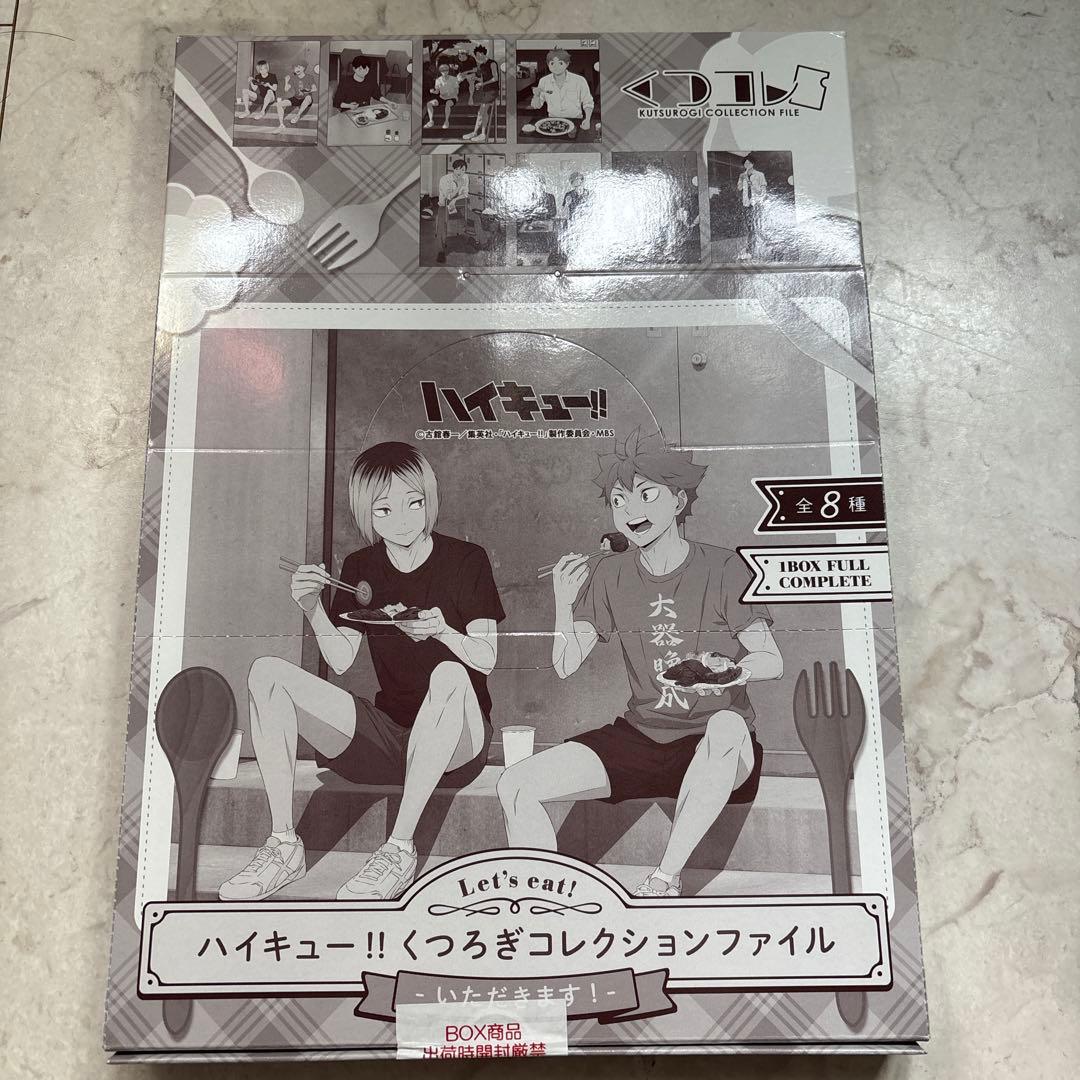 くつコレ
KUTSUROGI COLLECTION FILE
ハイキュー!!
©古舘春一/集英社・「ハイキュー!!」製作委員会・MBS
全8種
1BOX FULL
COMPLETE
大器晩成
Let's eat!
ハイキュー!! くつろぎコレクションファイル
-いただきます!-
BOX商品
出荷時開封厳禁